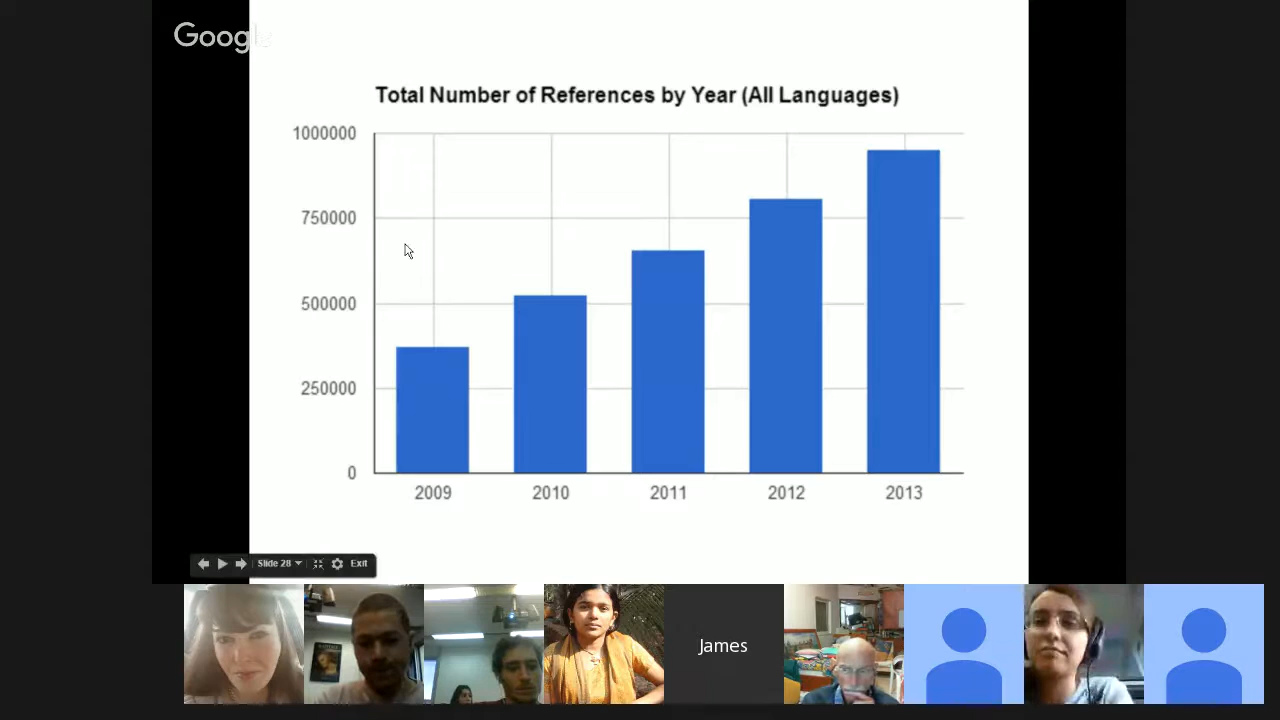 Google
Total Number of References by Year (All Languages)
1000000
750000
500000
250000
0
2009 2010 2011 2012 2013
Slide 28 Exit
James